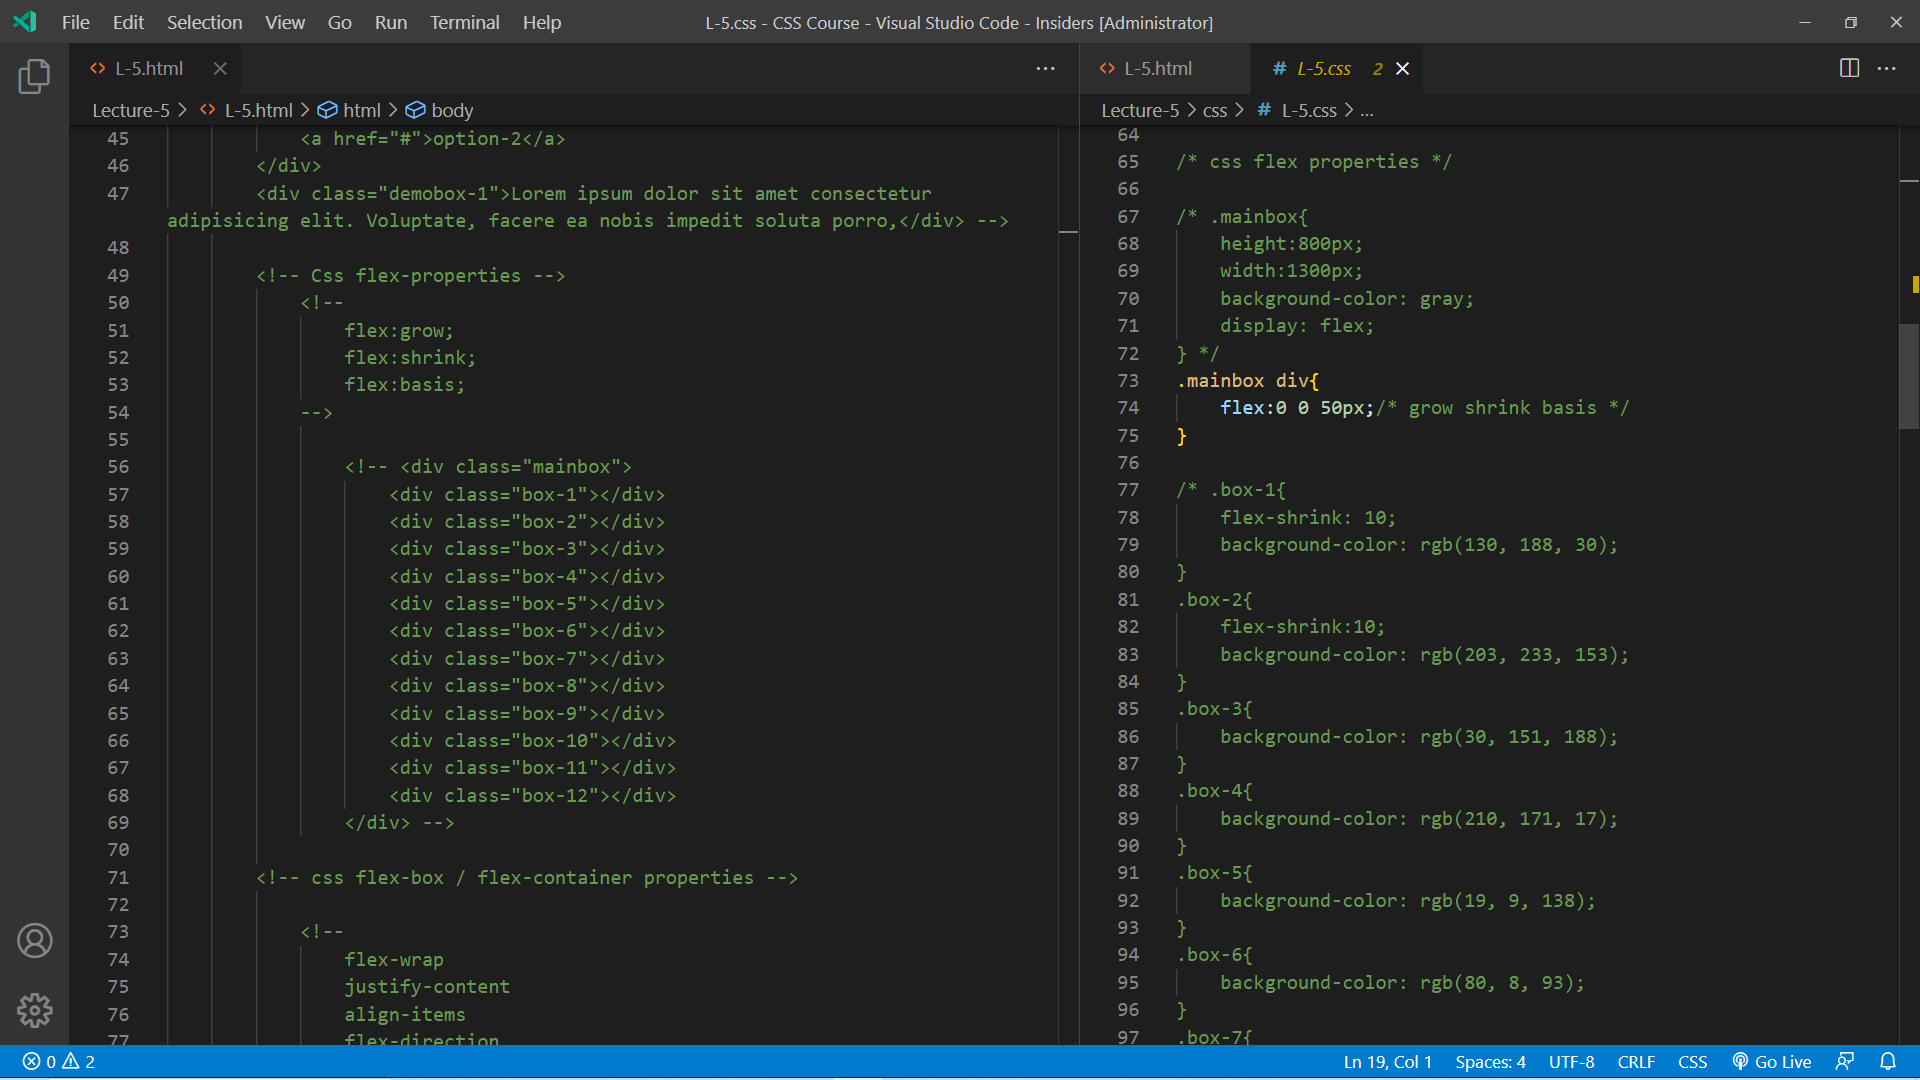 File Edit Selection View Go Run Terminal Help
L-5.css - CSS Course - Visual Studio Code - Insiders [Administrator]
L-5.html
Lecture-5 > L-5.html > html > body
45 <a href="#">option-2</a>
46 </div>
47 <div class="demobox-1">Lorem ipsum dolor sit amet consectetur
adipisicing elit. Voluptate, facere ea nobis impedit soluta porro,</div> -->
48
49 <!-- Css flex-properties -->
50 <!--
51 flex:grow;
52 flex:shrink;
53 flex:basis;
54 -->
55
56 <!-- <div class="mainbox">
57 <div class="box-1"></div>
58 <div class="box-2"></div>
59 <div class="box-3"></div>
60 <div class="box-4"></div>
61 <div class="box-5"></div>
62 <div class="box-6"></div>
63 <div class="box-7"></div>
64 <div class="box-8"></div>
65 <div class="box-9"></div>
66 <div class="box-10"></div>
67 <div class="box-11"></div>
68 <div class="box-12"></div>
69 </div> -->
70
71 <!-- css flex-box / flex-container properties -->
72
73 <!--
74 flex-wrap
75 justify-content
76 align-items
77 flex-direction
L-5.html # L-5.css 2
Lecture-5 > css > # L-5.css > ...
64
65 /* css flex properties */
66
67 /* .mainbox{
68 height:800px;
69 width:1300px;
70 background-color: gray;
71 display: flex;
72 } */
73 .mainbox div{
74 flex:0 0 50px;/* grow shrink basis */
75 }
76
77 /* .box-1{
78 flex-shrink: 10;
79 background-color: rgb(130, 188, 30);
80 }
81 .box-2{
82 flex-shrink:10;
83 background-color: rgb(203, 233, 153);
84 }
85 .box-3{
86 background-color: rgb(30, 151, 188);
87 }
88 .box-4{
89 background-color: rgb(210, 171, 17);
90 }
91 .box-5{
92 background-color: rgb(19, 9, 138);
93 }
94 .box-6{
95 background-color: rgb(80, 8, 93);
96 }
97 .box-7{
0 2 Ln 19, Col 1 Spaces: 4 UTF-8 CRLF CSS Go Live